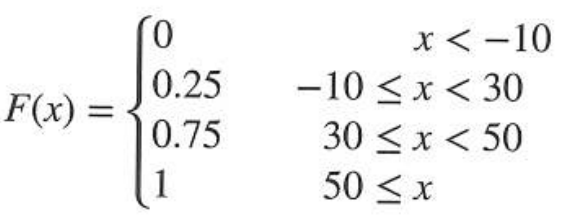 0 x < −10
0.25 −10 ≤ x < 30
F(x) =
0.75 30 ≤ x < 50
1 50 ≤ x